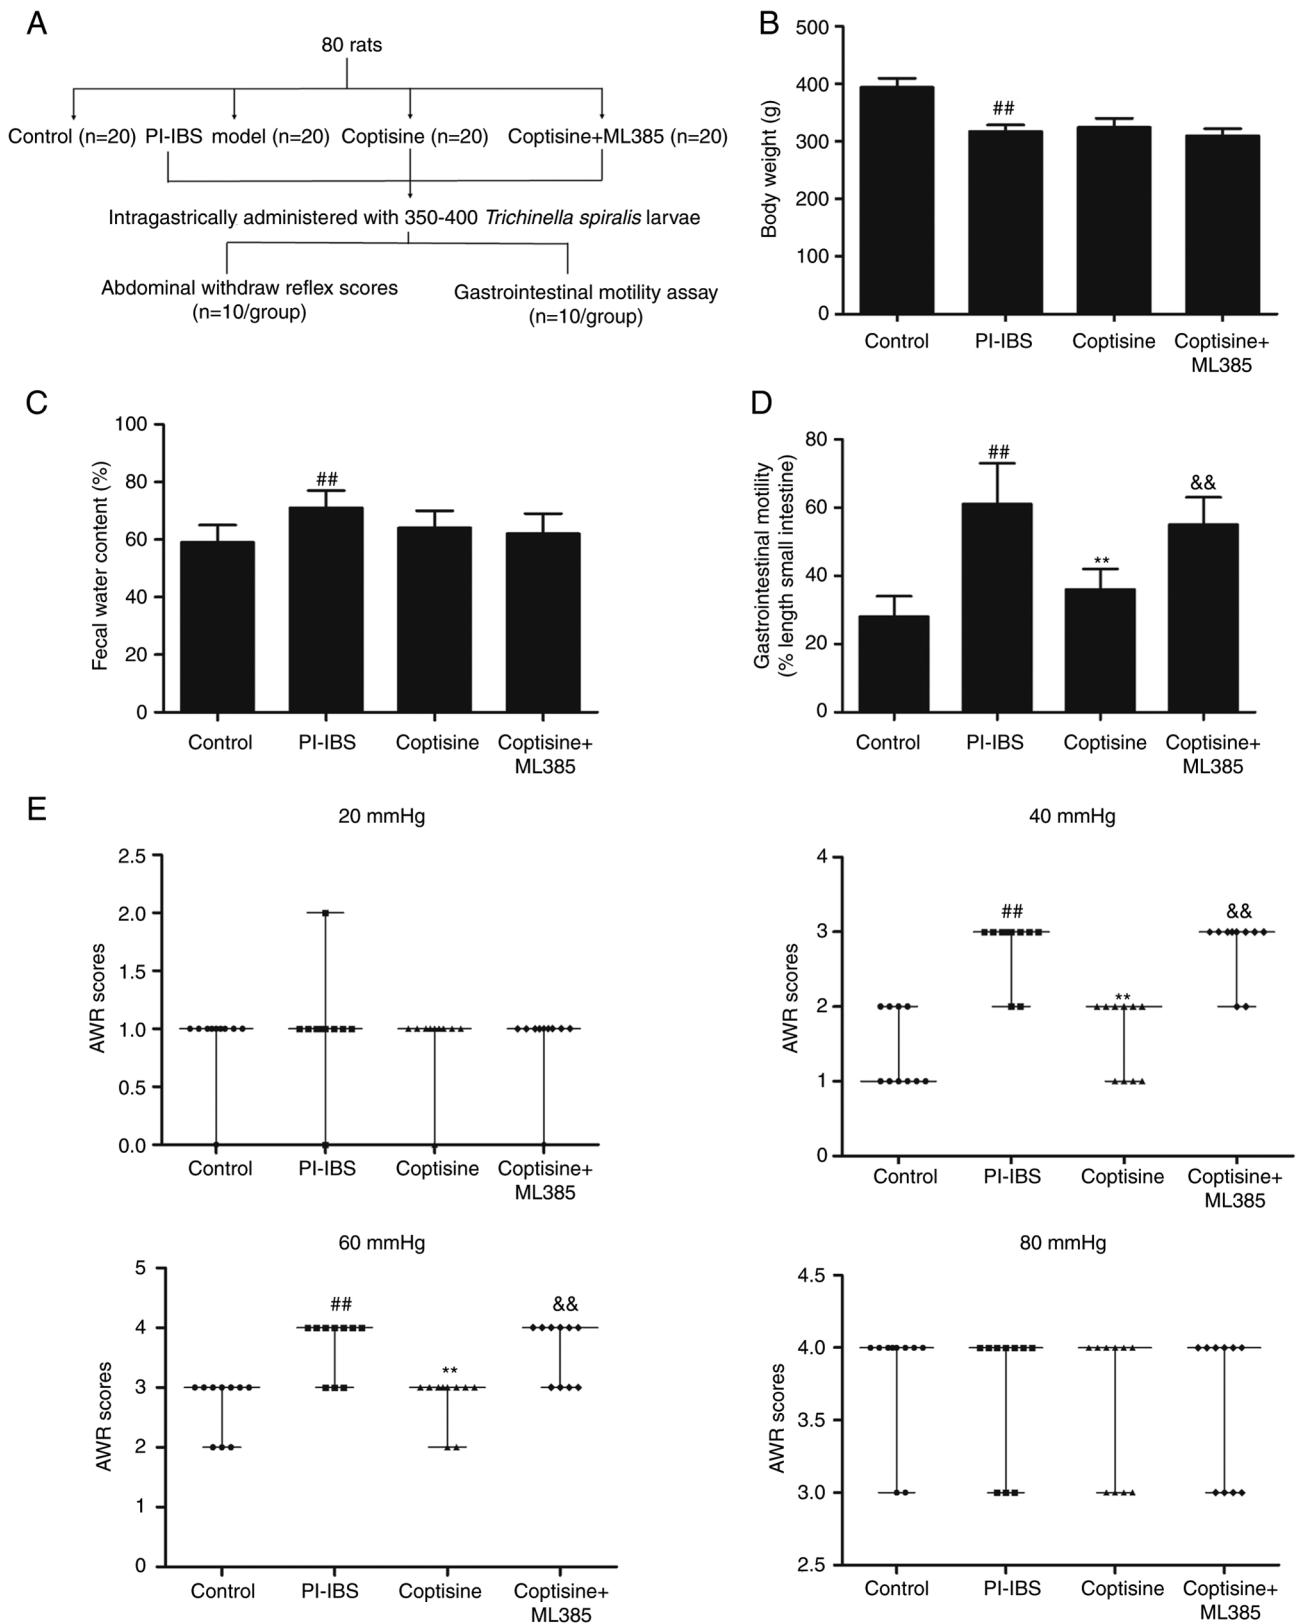 A
80 rats
Control (n=20) PI-IBS model (n=20) Coptisine (n=20) Coptisine+ML385 (n=20)
Intragastrically administered with 350-400 Trichinella spiralis larvae
Abdominal withdraw reflex scores
(n=10/group)
Gastrointestinal motility assay
(n=10/group)
B
Body weight (g)
500
400
300
200
100
0
##
Control PI-IBS Coptisine Coptisine+
ML385
C
Fecal water content (%)
100
80
60
40
20
0
##
Control PI-IBS Coptisine Coptisine+
ML385
D
Gastrointestinal motility
(% length small intestine)
80
60
40
20
0
##
**
&&
Control PI-IBS Coptisine Coptisine+
ML385
E
20 mmHg
AWR scores
2.5
2.0
1.5
1.0
0.5
0.0
Control PI-IBS Coptisine Coptisine+
ML385
40 mmHg
AWR scores
4
3
2
1
0
##
**
&&
Control PI-IBS Coptisine Coptisine+
ML385
60 mmHg
AWR scores
5
4
3
2
1
0
##
**
&&
Control PI-IBS Coptisine Coptisine+
ML385
80 mmHg
AWR scores
4.5
4.0
3.5
3.0
2.5
Control PI-IBS Coptisine Coptisine+
ML385